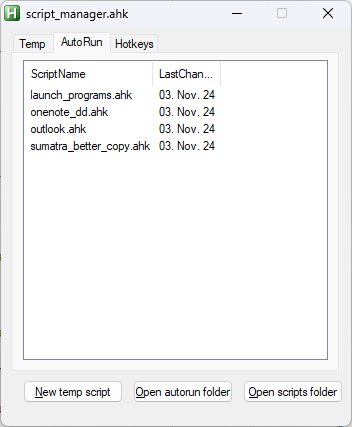 script_manager.ahk
Temp AutoRun Hotkeys
ScriptName LastChan...
launch_programs.ahk 03. Nov. 24
onenote_dd.ahk 03. Nov. 24
outlook.ahk 03. Nov. 24
sumatra_better_copy.ahk 03. Nov. 24
New temp script Open autorun folder Open scripts folder